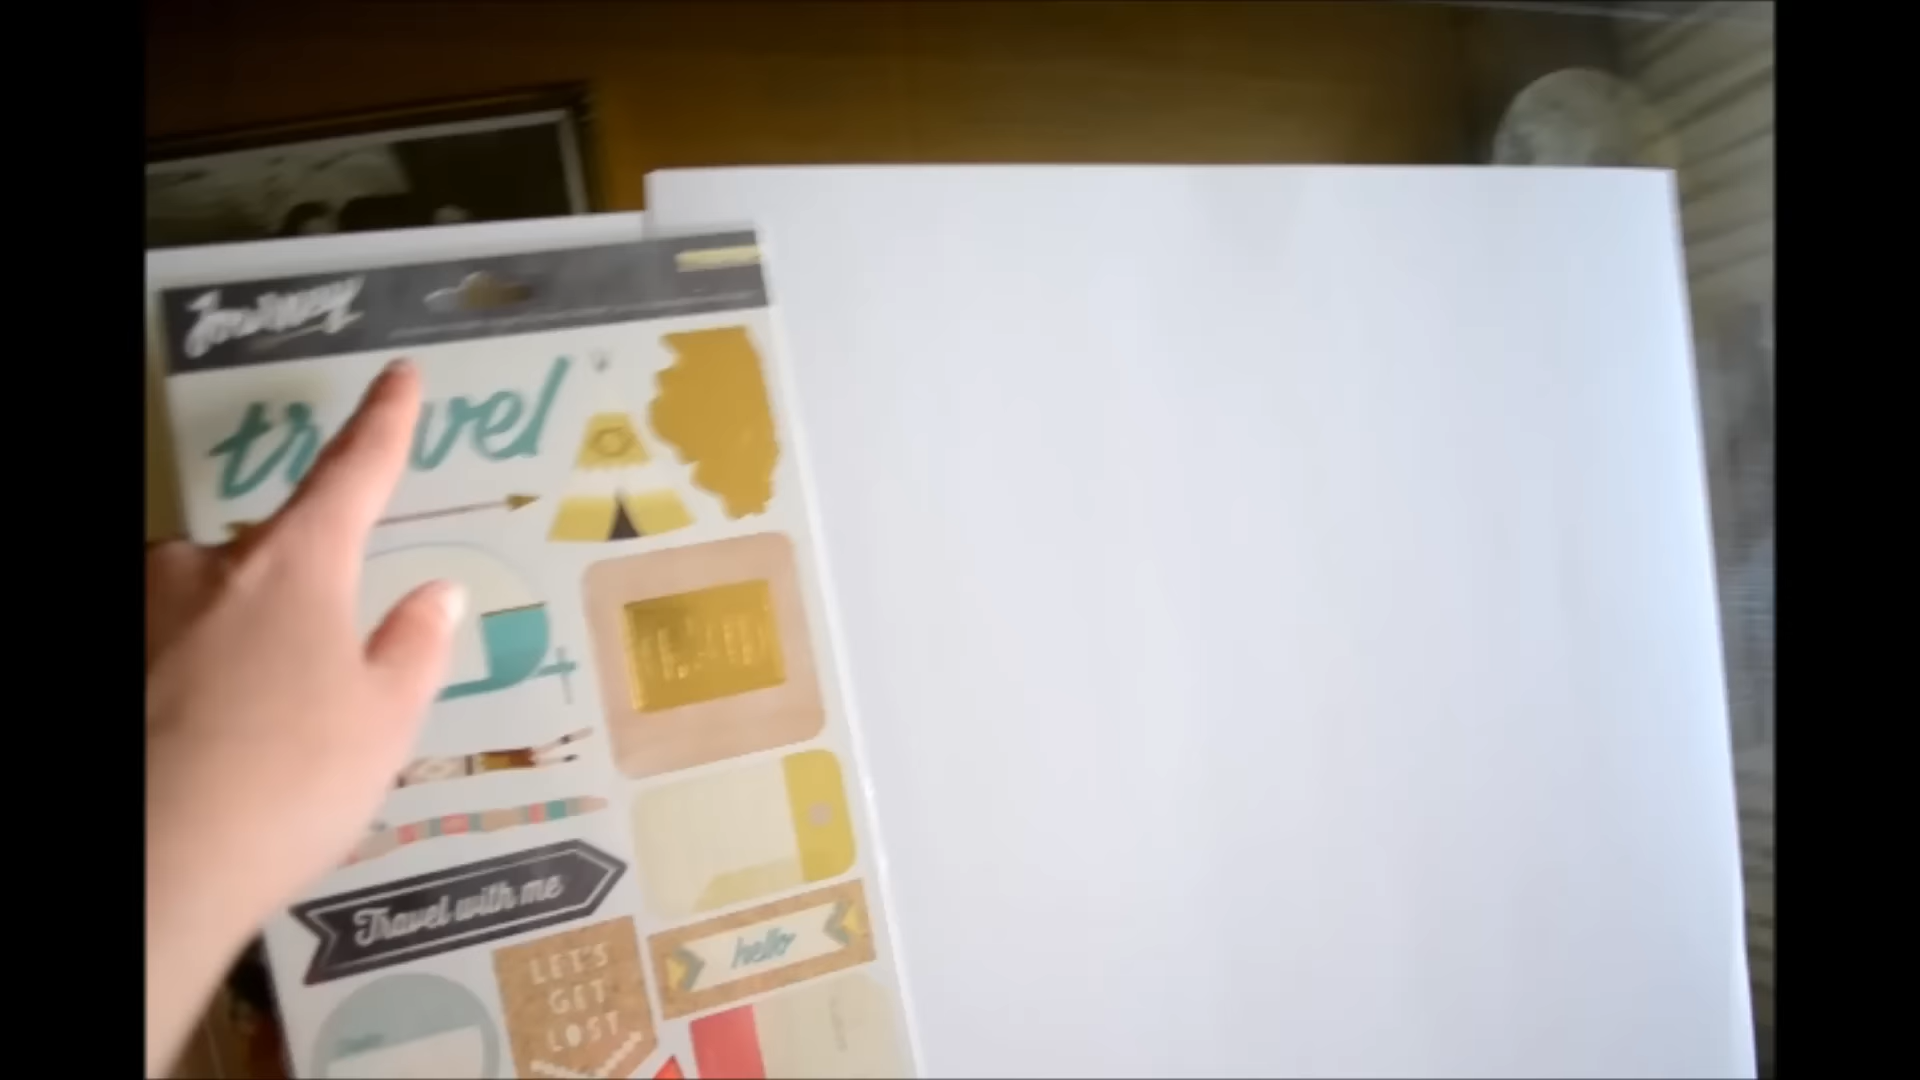 Journey
travel
Travel with me
hello
LET'S
GET
LOST